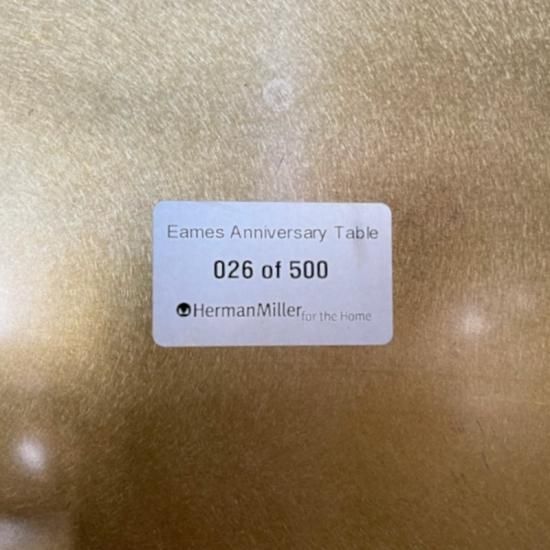 Eames Anniversary Table
026 of 500
HermanMiller for the Home